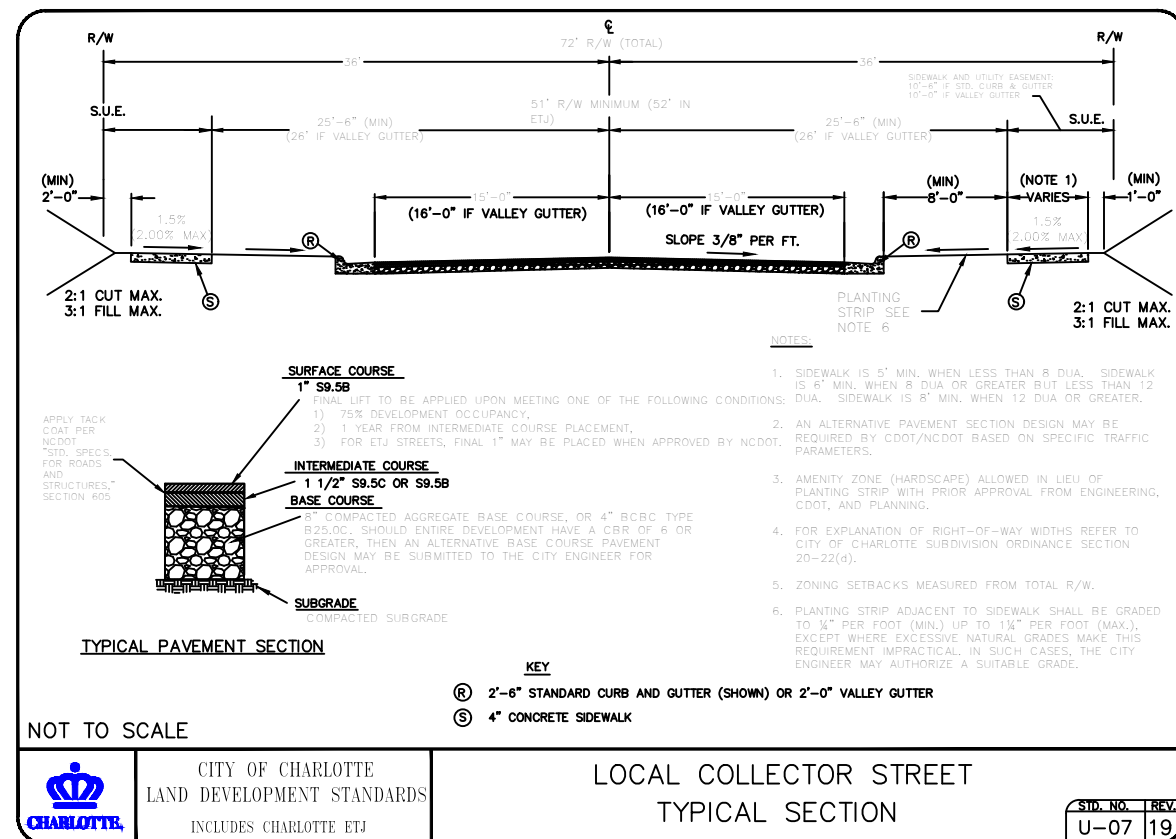 R/W
℄
R/W
72' R/W (TOTAL)
36'
36'
SIDEWALK AND UTILITY EASEMENT:
10'-6" IF STD. CURB & GUTTER
10'-0" IF VALLEY GUTTER
S.U.E.
51' R/W MINIMUM (52' IN
ETJ)
S.U.E.
25'-6" (MIN)
(26' IF VALLEY GUTTER)
25'-6" (MIN)
(26' IF VALLEY GUTTER)
(MIN)
2'-0"
15'-0"
(16'-0" IF VALLEY GUTTER)
15'-0"
(16'-0" IF VALLEY GUTTER)
(MIN)
8'-0"
(NOTE 1)
VARIES
(MIN)
1'-0"
1.5%
(2.00% MAX)
1.5%
(2.00% MAX)
R
SLOPE 3/8" PER FT.
R
S
S
2:1 CUT MAX.
3:1 FILL MAX.
PLANTING
STRIP SEE
NOTE 6
2:1 CUT MAX.
3:1 FILL MAX.
SURFACE COURSE
1" S9.5B
FINAL LIFT TO BE APPLIED UPON MEETING ONE OF THE FOLLOWING CONDITIONS:
1) 75% DEVELOPMENT OCCUPANCY,
2) 1 YEAR FROM INTERMEDIATE COURSE PLACEMENT,
3) FOR ETJ STREETS, FINAL 1" MAY BE PLACED WHEN APPROVED BY NCDOT.
APPLY TACK
COAT PER
NCDOT
"STD. SPECS.
FOR ROADS
AND
STRUCTURES,"
SECTION 605
INTERMEDIATE COURSE
1 1/2" S9.5C OR S9.5B
BASE COURSE
8" COMPACTED AGGREGATE BASE COURSE, OR 4" BCBC TYPE
B25.0C. SHOULD ENTIRE DEVELOPMENT HAVE A CBR OF 6 OR
GREATER, THEN AN ALTERNATIVE BASE COURSE PAVEMENT
DESIGN MAY BE SUBMITTED TO THE CITY ENGINEER FOR
APPROVAL.
SUBGRADE
COMPACTED SUBGRADE
TYPICAL PAVEMENT SECTION
NOTES:
1. SIDEWALK IS 5' MIN. WHEN LESS THAN 8 DUA. SIDEWALK
IS 6' MIN. WHEN 8 DUA OR GREATER BUT LESS THAN 12
DUA. SIDEWALK IS 8' MIN. WHEN 12 DUA OR GREATER.
2. AN ALTERNATIVE PAVEMENT SECTION DESIGN MAY BE
REQUIRED BY CDOT/NCDOT BASED ON SPECIFIC TRAFFIC
PARAMETERS.
3. AMENITY ZONE (HARDSCAPE) ALLOWED IN LIEU OF
PLANTING STRIP WITH PRIOR APPROVAL FROM ENGINEERING,
CDOT, AND PLANNING.
4. FOR EXPLANATION OF RIGHT-OF-WAY WIDTHS REFER TO
CITY OF CHARLOTTE SUBDIVISION ORDINANCE SECTION
20-22(d).
5. ZONING SETBACKS MEASURED FROM TOTAL R/W.
6. PLANTING STRIP ADJACENT TO SIDEWALK SHALL BE GRADED
TO ¼" PER FOOT (MIN.) UP TO 1¼" PER FOOT (MAX.),
EXCEPT WHERE EXCESSIVE NATURAL GRADES MAKE THIS
REQUIREMENT IMPRACTICAL. IN SUCH CASES, THE CITY
ENGINEER MAY AUTHORIZE A SUITABLE GRADE.
KEY
R 2'-6" STANDARD CURB AND GUTTER (SHOWN) OR 2'-0" VALLEY GUTTER
S 4" CONCRETE SIDEWALK
NOT TO SCALE
CHARLOTTE
CITY OF CHARLOTTE
LAND DEVELOPMENT STANDARDS
INCLUDES CHARLOTTE ETJ
LOCAL COLLECTOR STREET
TYPICAL SECTION
STD. NO. REV.
U-07 19